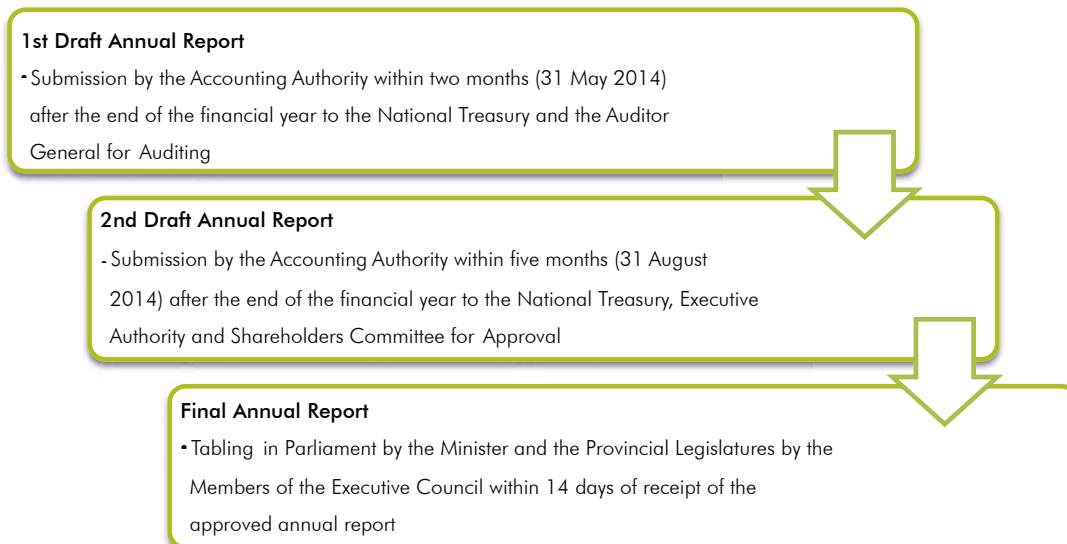 1st Draft Annual Report
• Submission by the Accounting Authority within two months (31 May 2014)
after the end of the financial year to the National Treasury and the Auditor
General for Auditing
2nd Draft Annual Report
- Submission by the Accounting Authority within five months (31 August
2014) after the end of the financial year to the National Treasury, Executive
Authority and Shareholders Committee for Approval
Final Annual Report
• Tabling in Parliament by the Minister and the Provincial Legislatures by the
Members of the Executive Council within 14 days of receipt of the
approved annual report